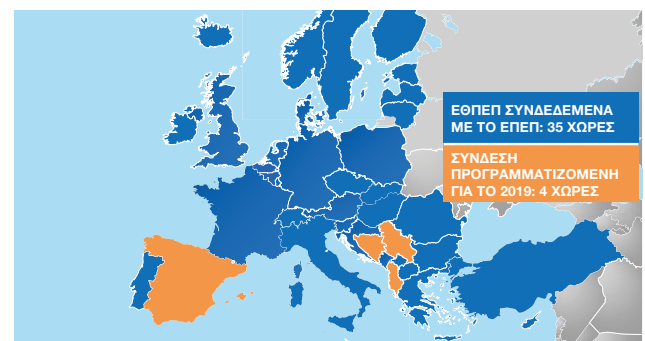 ΕΘΠΕΠ ΣΥΝΔΕΔΕΜΕΝΑ
ΜΕ ΤΟ ΕΠΕΠ: 35 ΧΩΡΕΣ
ΣΥΝΔΕΣΗ
ΠΡΟΓΡΑΜΜΑΤΙΖΟΜΕΝΗ
ΓΙΑ ΤΟ 2019: 4 ΧΩΡΕΣ